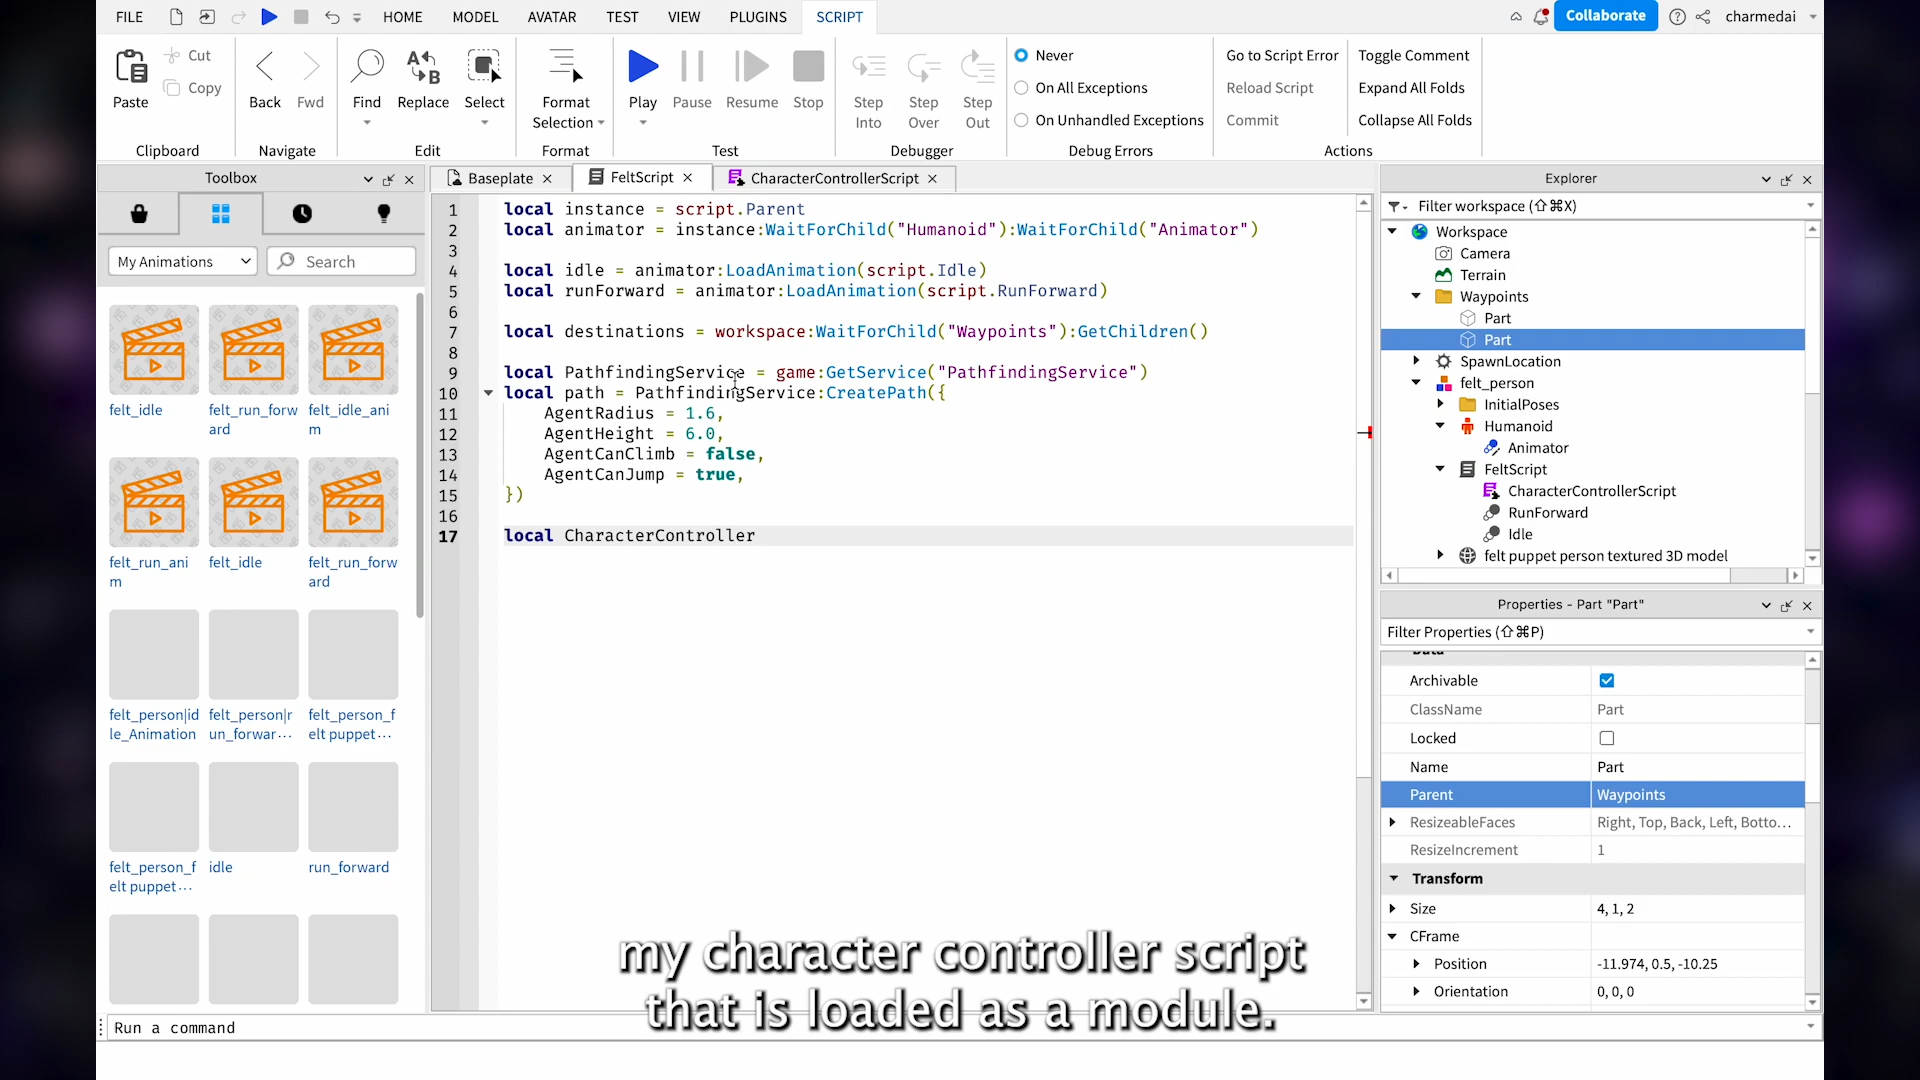 FILE HOME MODEL AVATAR TEST VIEW PLUGINS SCRIPT Collaborate charmedai
Paste Cut Copy
Clipboard
Back Fwd
Navigate
Find Replace Select
Edit
Format Selection
Format
Play Pause Resume Stop
Test
Step Into Step Over Step Out
Debugger
Never
On All Exceptions
On Unhandled Exceptions
Debug Errors
Go to Script Error Toggle Comment
Reload Script Expand All Folds
Commit Collapse All Folds
Actions
Toolbox
My Animations Search
felt_idle
felt_run_forw
ard
felt_idle_ani
m
felt_run_ani
m
felt_idle
felt_run_forw
ard
felt_person|id
le_Animation
felt_person|r
un_forwar...
felt_person_f
elt puppet...
felt_person_f
elt puppet...
idle
run_forward
Baseplate FeltScript CharacterControllerScript
1 local instance = script.Parent
2 local animator = instance:WaitForChild("Humanoid"):WaitForChild("Animator")
3
4 local idle = animator:LoadAnimation(script.Idle)
5 local runForward = animator:LoadAnimation(script.RunForward)
6
7 local destinations = workspace:WaitForChild("Waypoints"):GetChildren()
8
9 local PathfindingService = game:GetService("PathfindingService")
10 local path = PathfindingService:CreatePath({
11 AgentRadius = 1.6,
12 AgentHeight = 6.0,
13 AgentCanClimb = false,
14 AgentCanJump = true,
15 })
16
17 local CharacterController
Explorer
Filter workspace (⇧⌘X)
Workspace
Camera
Terrain
Waypoints
Part
Part
SpawnLocation
felt_person
InitialPoses
Humanoid
Animator
FeltScript
CharacterControllerScript
RunForward
Idle
felt puppet person textured 3D model
Properties - Part "Part"
Filter Properties (⇧⌘P)
Data
Archivable
ClassName Part
Locked
Name Part
Parent Waypoints
ResizeableFaces Right, Top, Back, Left, Botto...
ResizeIncrement 1
Transform
Size 4, 1, 2
CFrame
Position -11.974, 0.5, -10.25
Orientation 0, 0, 0
my character controller script
that is loaded as a module.
Run a command